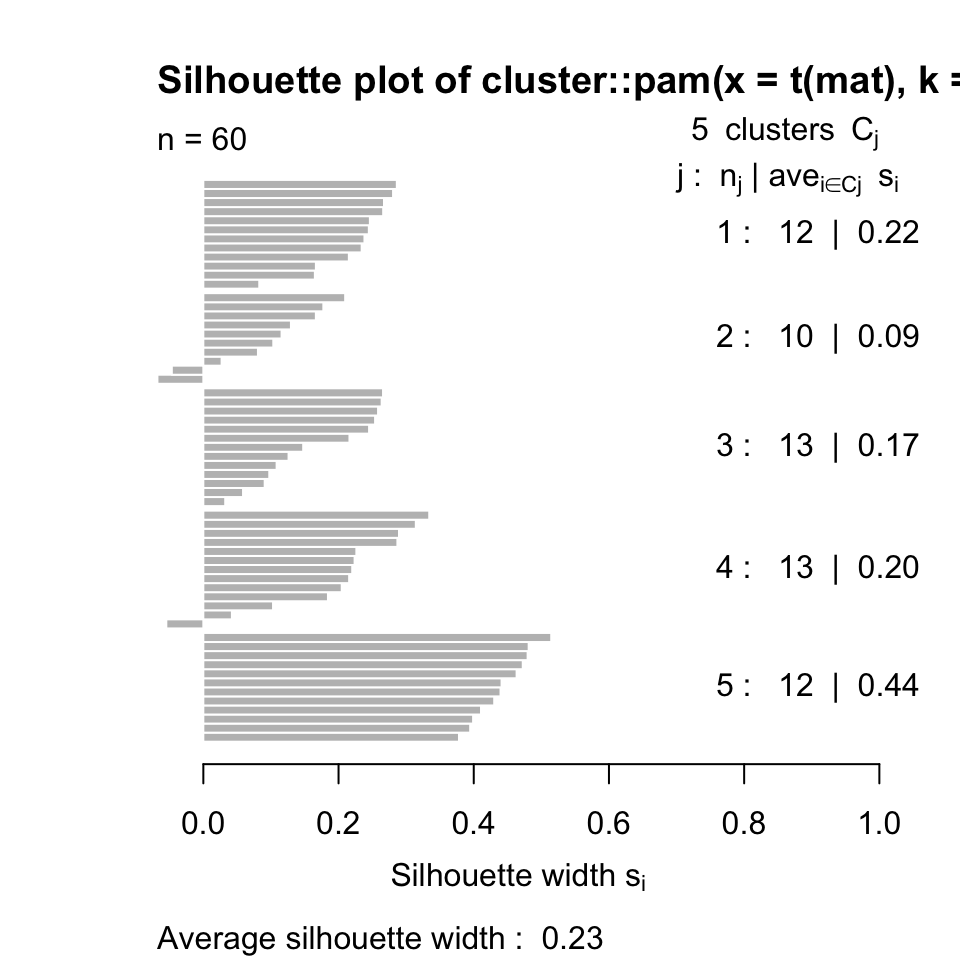 Silhouette plot of cluster::pam(x = t(mat), k =
n = 60
5 clusters Cj
j : nj | avei∈Cj si
1 : 12 | 0.22
2 : 10 | 0.09
3 : 13 | 0.17
4 : 13 | 0.20
5 : 12 | 0.44
0.0 0.2 0.4 0.6 0.8 1.0
Silhouette width si
Average silhouette width : 0.23